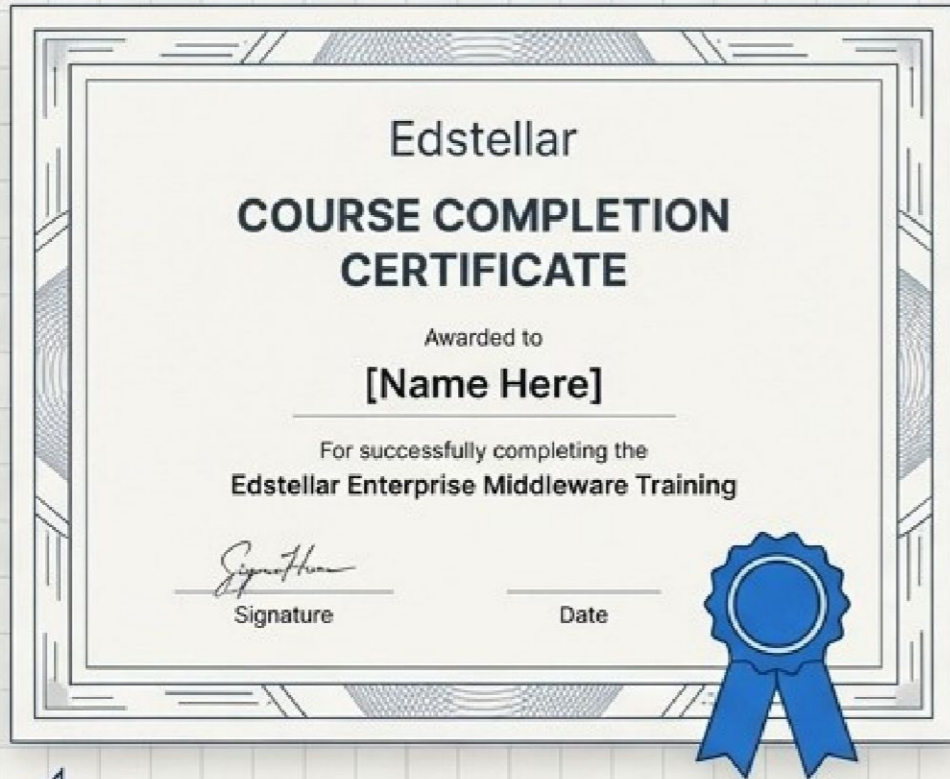 Edstellar
COURSE COMPLETION
CERTIFICATE
Awarded to
[Name Here]
For successfully completing the
Edstellar Enterprise Middleware Training
Signature
Date